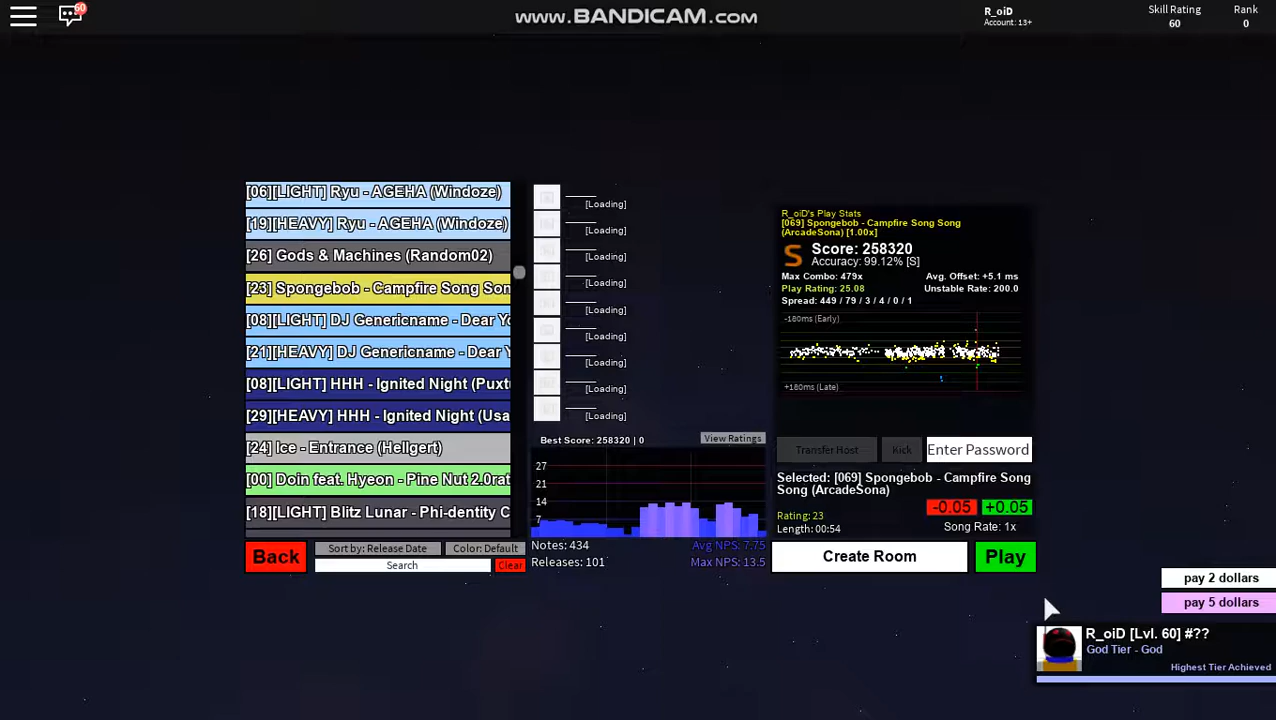 60
www.BANDICAM.com
R_oiD
Account: 13+
Skill Rating
60
Rank
0
[06][LIGHT] Ryu - AGEHA (Windoze)
[19][HEAVY] Ryu - AGEHA (Windoze)
[26] Gods & Machines (Random02)
[23] Spongebob - Campfire Song Son
[08][LIGHT] DJ Genericname - Dear Yo
[21][HEAVY] DJ Genericname - Dear Y
[08][LIGHT] HHH - Ignited Night (Puxtu
[29][HEAVY] HHH - Ignited Night (Usa
[24] Ice - Entrance (Hellgert)
[00] Doin feat. Hyeon - Pine Nut 2.0rat
[18][LIGHT] Blitz Lunar - Phi-dentity C
Back
Sort by: Release Date
Color: Default
Search
Clear
[Loading]
[Loading]
[Loading]
[Loading]
[Loading]
[Loading]
[Loading]
[Loading]
[Loading]
Best Score: 258320 | 0
View Ratings
27
21
14
7
Notes: 434
Avg NPS: 7.75
Releases: 101
Max NPS: 13.5
R_oiD's Play Stats
[069] Spongebob - Campfire Song Song
(ArcadeSona) [1.00x]
S
Score: 258320
Accuracy: 99.12% [S]
Max Combo: 479x
Avg. Offset: +5.1 ms
Play Rating: 25.08
Unstable Rate: 200.0
Spread: 449 / 79 / 3 / 4 / 0 / 1
-180ms (Early)
+180ms (Late)
Transfer Host
Kick
Enter Password
Selected: [069] Spongebob - Campfire Song
Song (ArcadeSona)
-0.05
+0.05
Rating: 23
Length: 00:54
Song Rate: 1x
Create Room
Play
pay 2 dollars
pay 5 dollars
R_oiD [Lvl. 60] #??
God Tier - God
Highest Tier Achieved